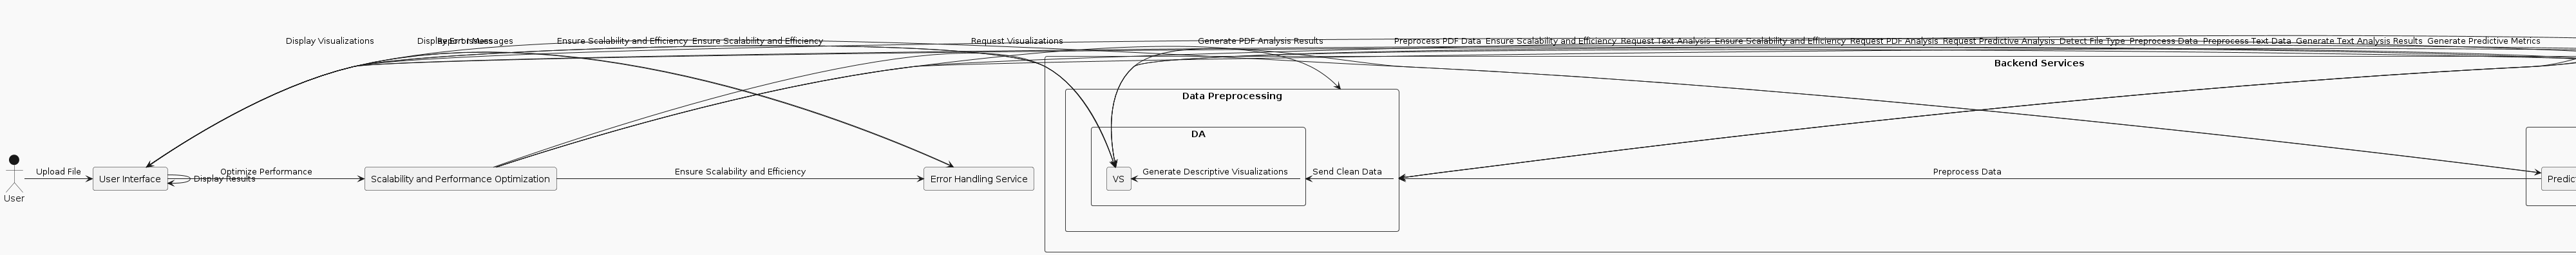 Display Visualizations
Display Error Messages
Report Issues
Ensure Scalability and Efficiency
Ensure Scalability and Efficiency
Request Visualizations
Generate PDF Analysis Results
Preprocess PDF Data
Ensure Scalability and Efficiency
Request Text Analysis
Ensure Scalability and Efficiency
Request PDF Analysis
Request Predictive Analysis
Detect File Type
Preprocess Data
Preprocess Text Data
Generate Text Analysis Results
Generate Predictive Metrics
Backend Services
Data Preprocessing
DA
Upload File
Optimize Performance
Ensure Scalability and Efficiency
Generate Descriptive Visualizations
Send Clean Data
Preprocess Data
User Interface
Display Results
Scalability and Performance Optimization
Error Handling Service
VS
Predic
User